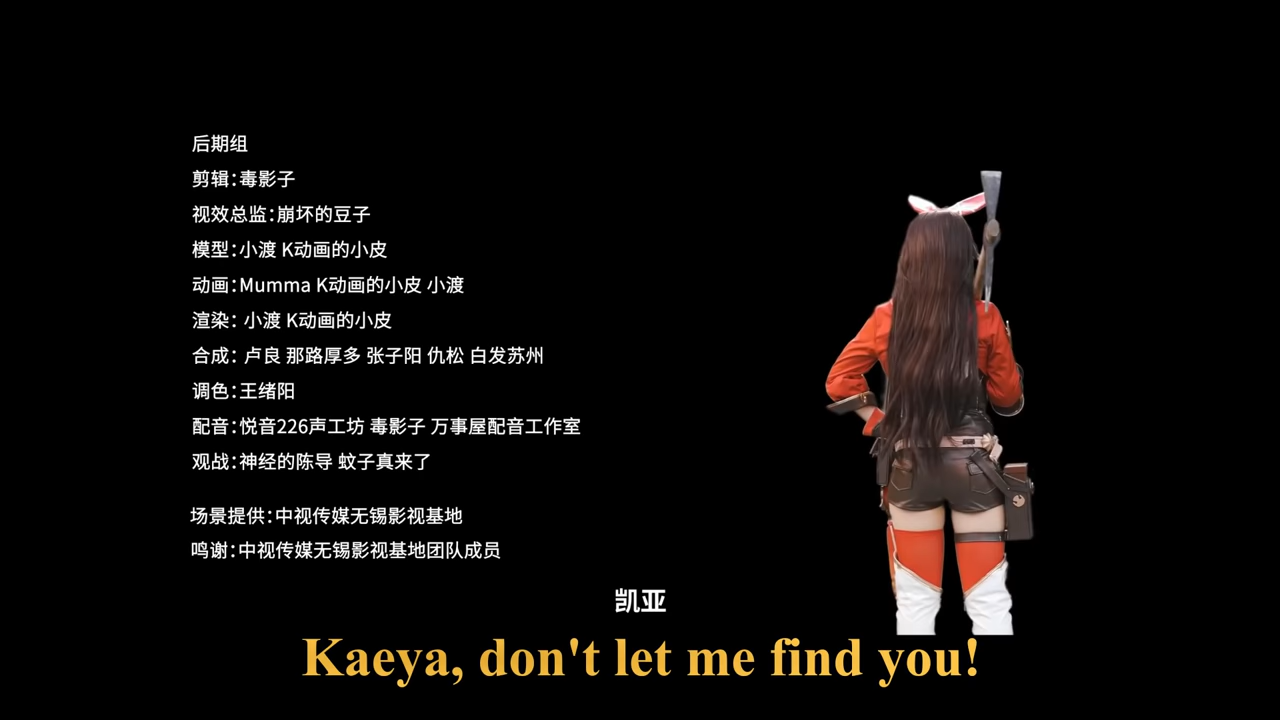 后期组
剪辑:毒影子
视效总监:崩坏的豆子
模型:小渡 K动画的小皮
动画:Mumma K动画的小皮 小渡
渲染: 小渡 K动画的小皮
合成: 卢良 那路厚多 张子阳 仇松 白发苏州
调色:王绪阳
配音:悦音226声工坊 毒影子 万事屋配音工作室
观战:神经的陈导 蚊子真来了
场景提供:中视传媒无锡影视基地
鸣谢:中视传媒无锡影视基地团队成员
凯亚
Kaeya, don't let me find you!